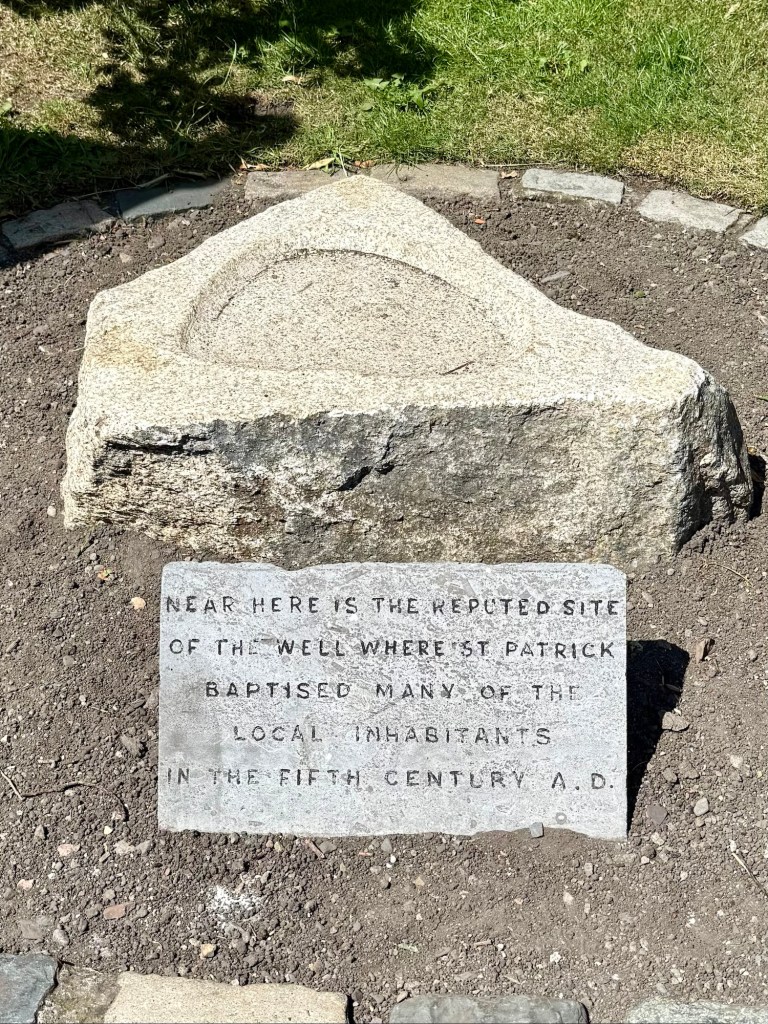 NEAR HERE IS THE REPUTED SITE
OF THE WELL WHERE ST PATRICK
BAPTISED MANY OF THE
LOCAL INHABITANTS
IN THE FIFTH CENTURY A.D.